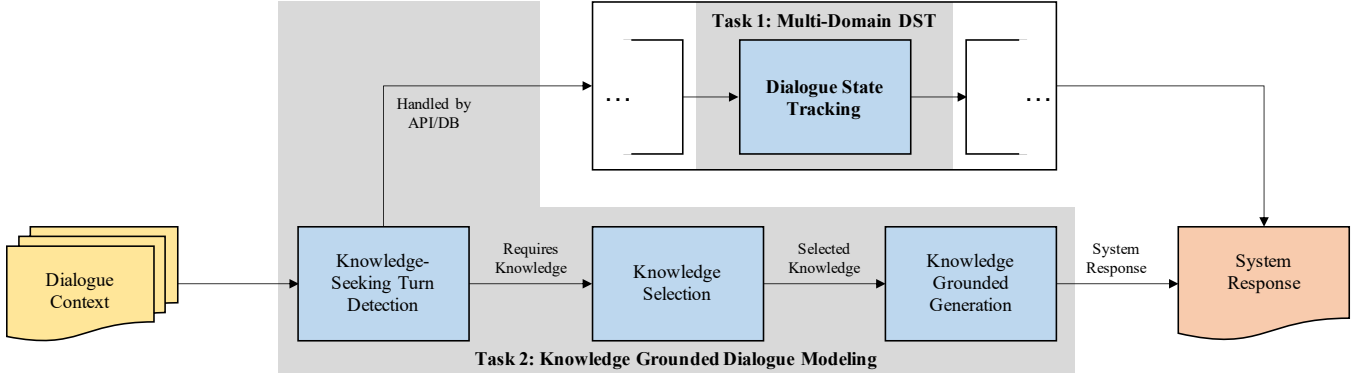 Task 1: Multi-Domain DST
...
Dialogue State
Tracking
...
Handled by
API/DB
Dialogue
Context
Knowledge-
Seeking Turn
Detection
Requires
Knowledge
Knowledge
Selection
Selected
Knowledge
Knowledge
Grounded
Generation
System
Response
System
Response
Task 2: Knowledge Grounded Dialogue Modeling